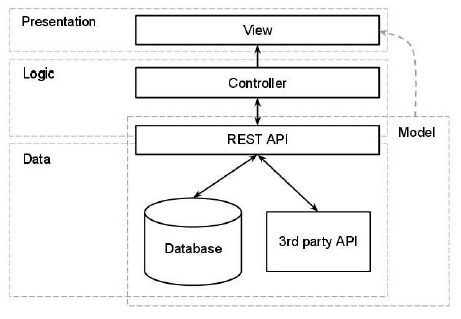 Presentation
View
Logic
Controller
REST API
Model
Data
Database
3rd party API